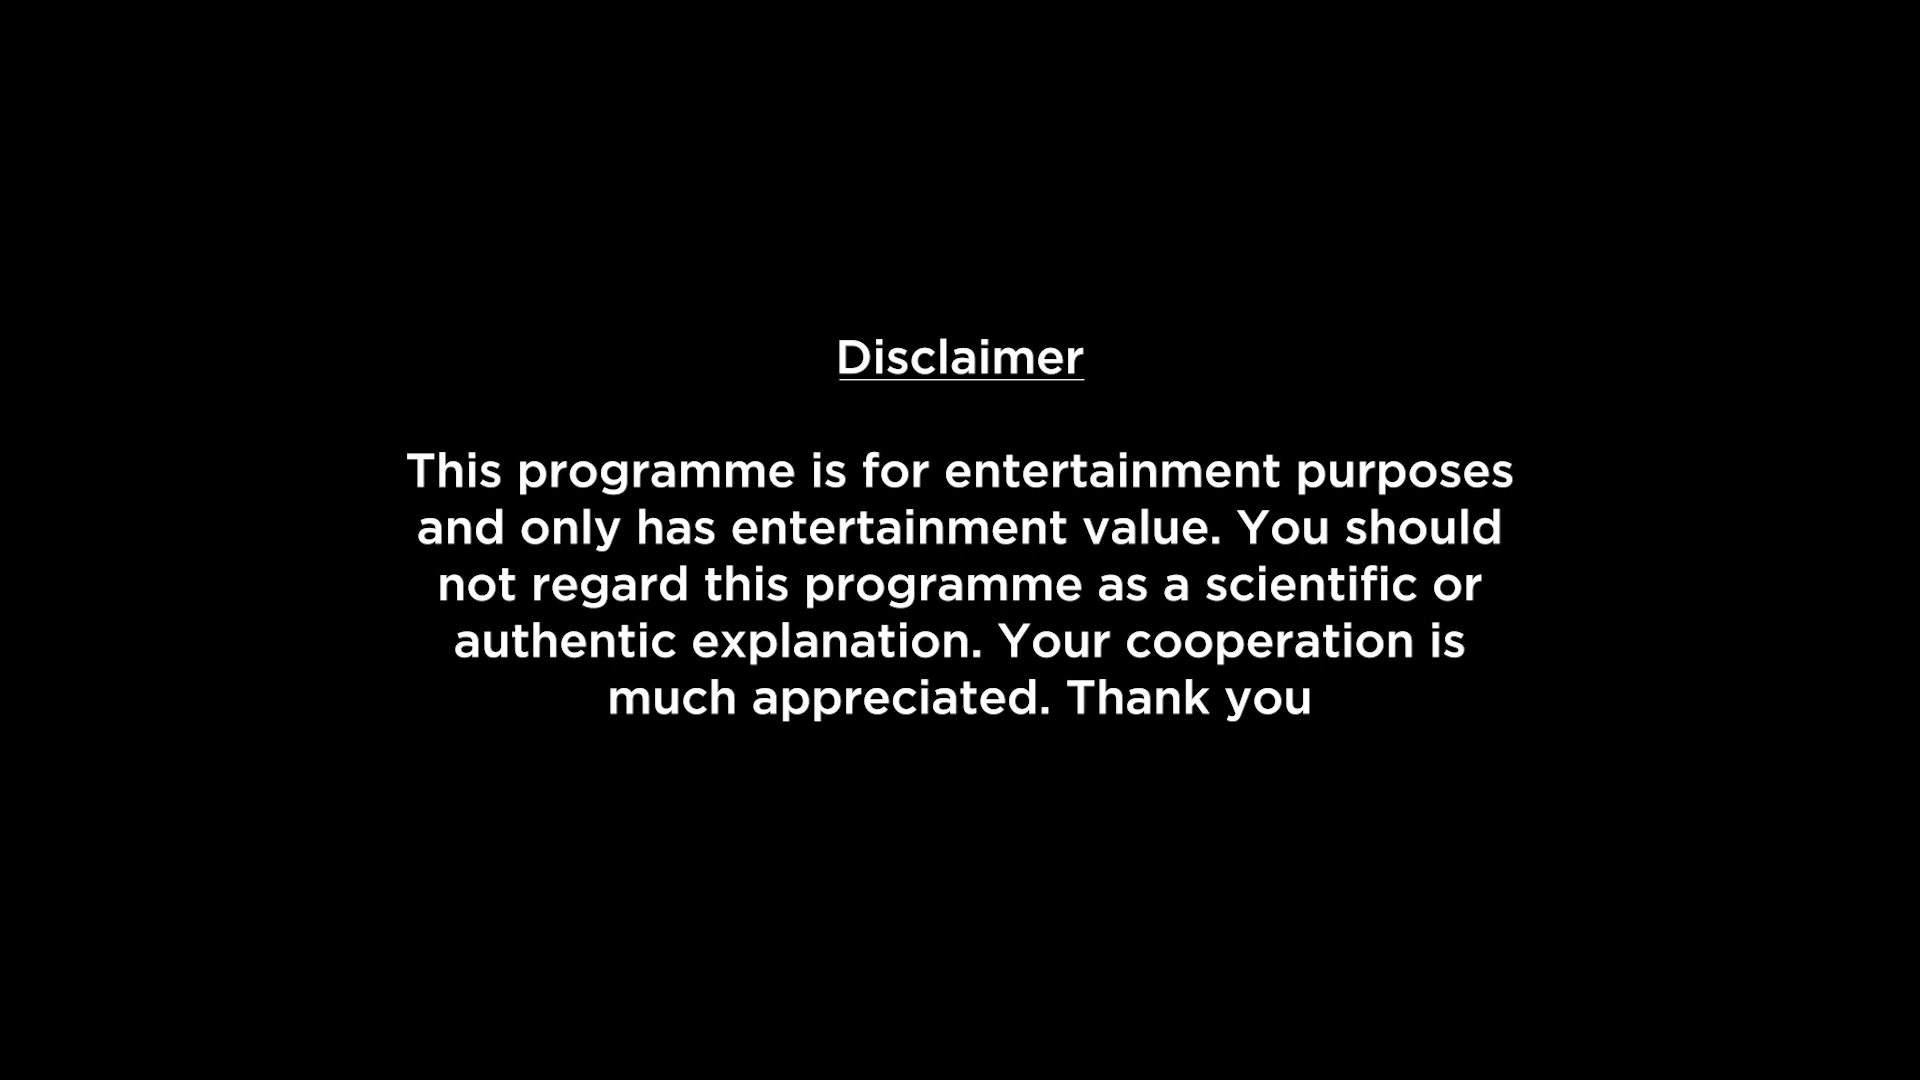 Disclaimer
This programme is for entertainment purposes
and only has entertainment value. You should
not regard this programme as a scientific or
authentic explanation. Your cooperation is
much appreciated. Thank you